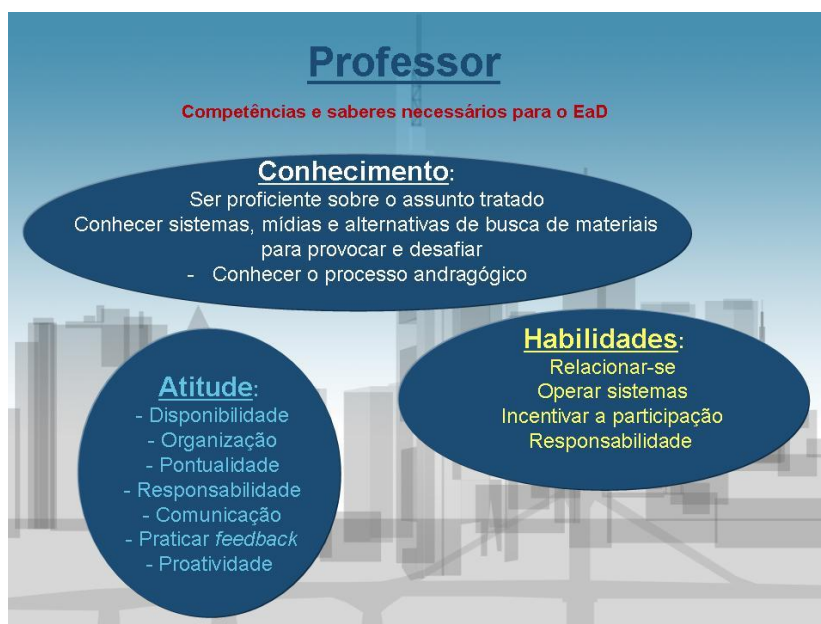 Professor
Competências e saberes necessários para o EaD
Conhecimento:
Ser proficiente sobre o assunto tratado
Conhecer sistemas, mídias e alternativas de busca de materiais
para provocar e desafiar
- Conhecer o processo andragógico
Habilidades:
Relacionar-se
Operar sistemas
Incentivar a participação
Responsabilidade
Atitude:
- Disponibilidade
- Organização
- Pontualidade
- Responsabilidade
- Comunicação
- Praticar feedback
- Proatividade